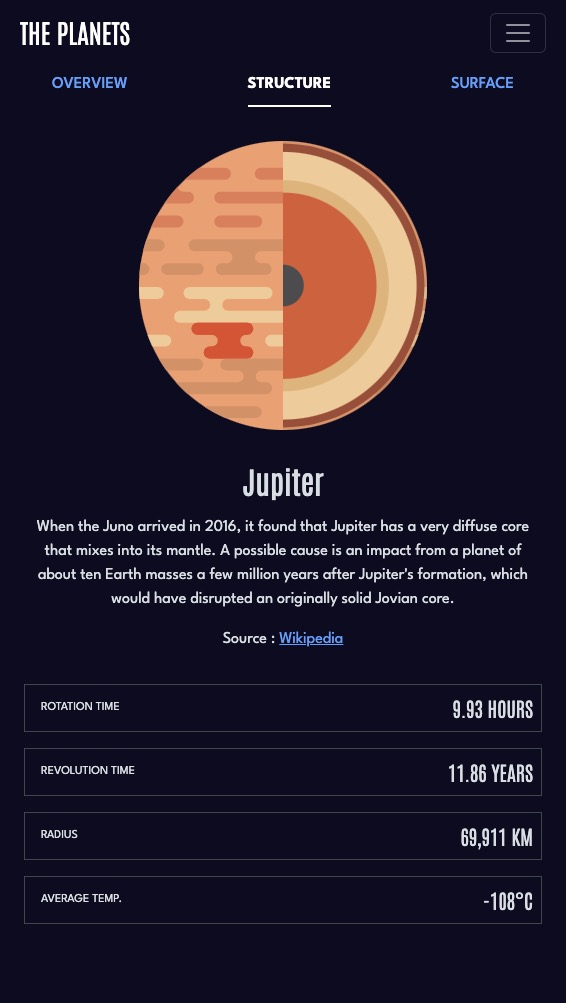 THE PLANETS
OVERVIEW STRUCTURE SURFACE
Jupiter
When the Juno arrived in 2016, it found that Jupiter has a very diffuse core
that mixes into its mantle. A possible cause is an impact from a planet of
about ten Earth masses a few million years after Jupiter's formation, which
would have disrupted an originally solid Jovian core.
Source : Wikipedia
ROTATION TIME 9.93 HOURS
REVOLUTION TIME 11.86 YEARS
RADIUS 69,911 KM
AVERAGE TEMP. -108°C